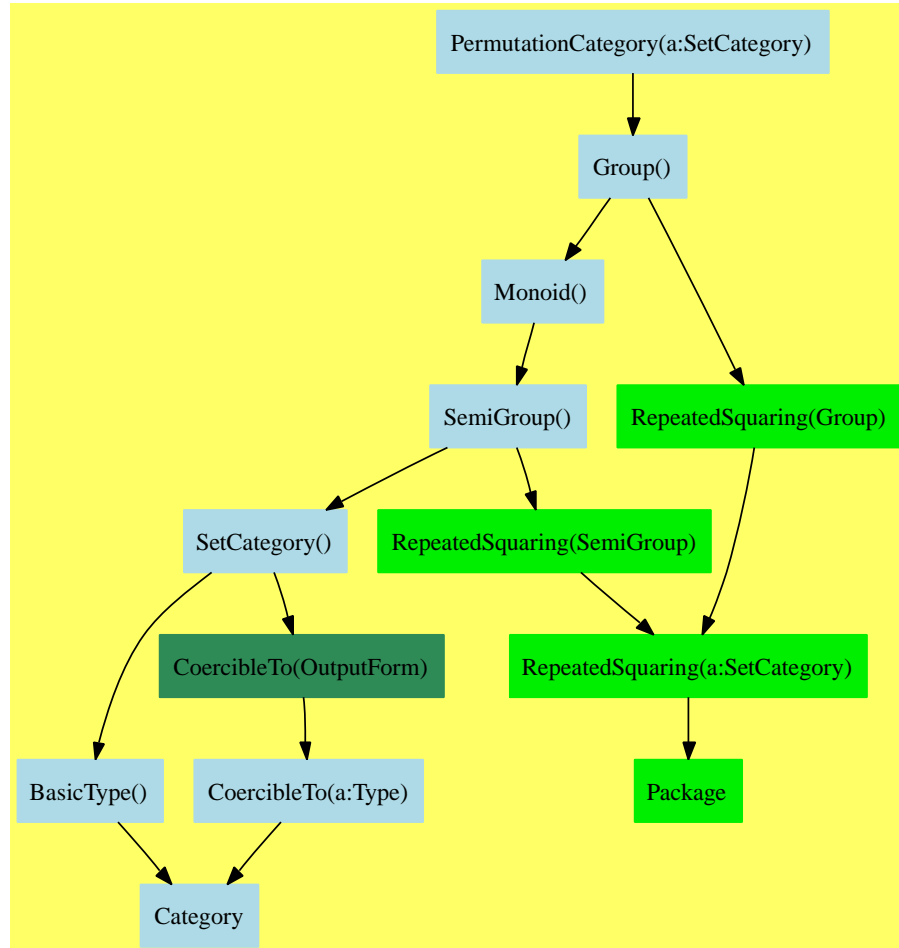 PermutationCategory(a:SetCategory)
Group()
Monoid()
SemiGroup()
RepeatedSquaring(Group)
SetCategory()
RepeatedSquaring(SemiGroup)
CoercibleTo(OutputForm)
RepeatedSquaring(a:SetCategory)
BasicType()
CoercibleTo(a:Type)
Package
Category